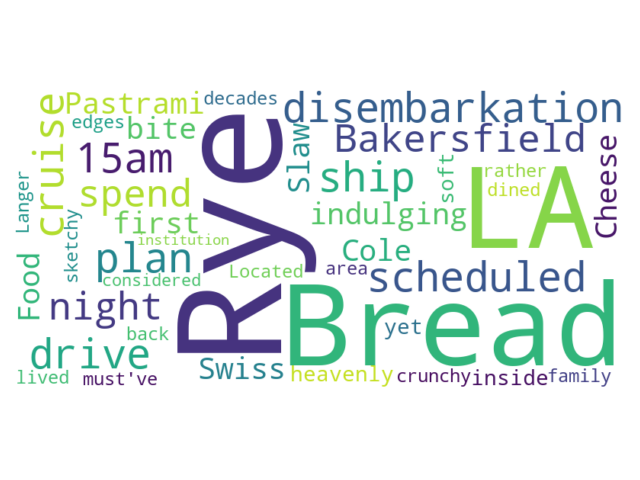 Pastrami
decades
disembarkation
edges
bite
Bakersfield
cruise
15am
Slaw
ship
soft
rather
dined
Cheese
Langer
sketchy
spend
first
indulging
LA
institution
Rye
Food
plan
considered
Located
Cole
area
scheduled
night
back
Bread
yet
drive
Swiss
heavenly
crunchy
inside
family
lived
must've